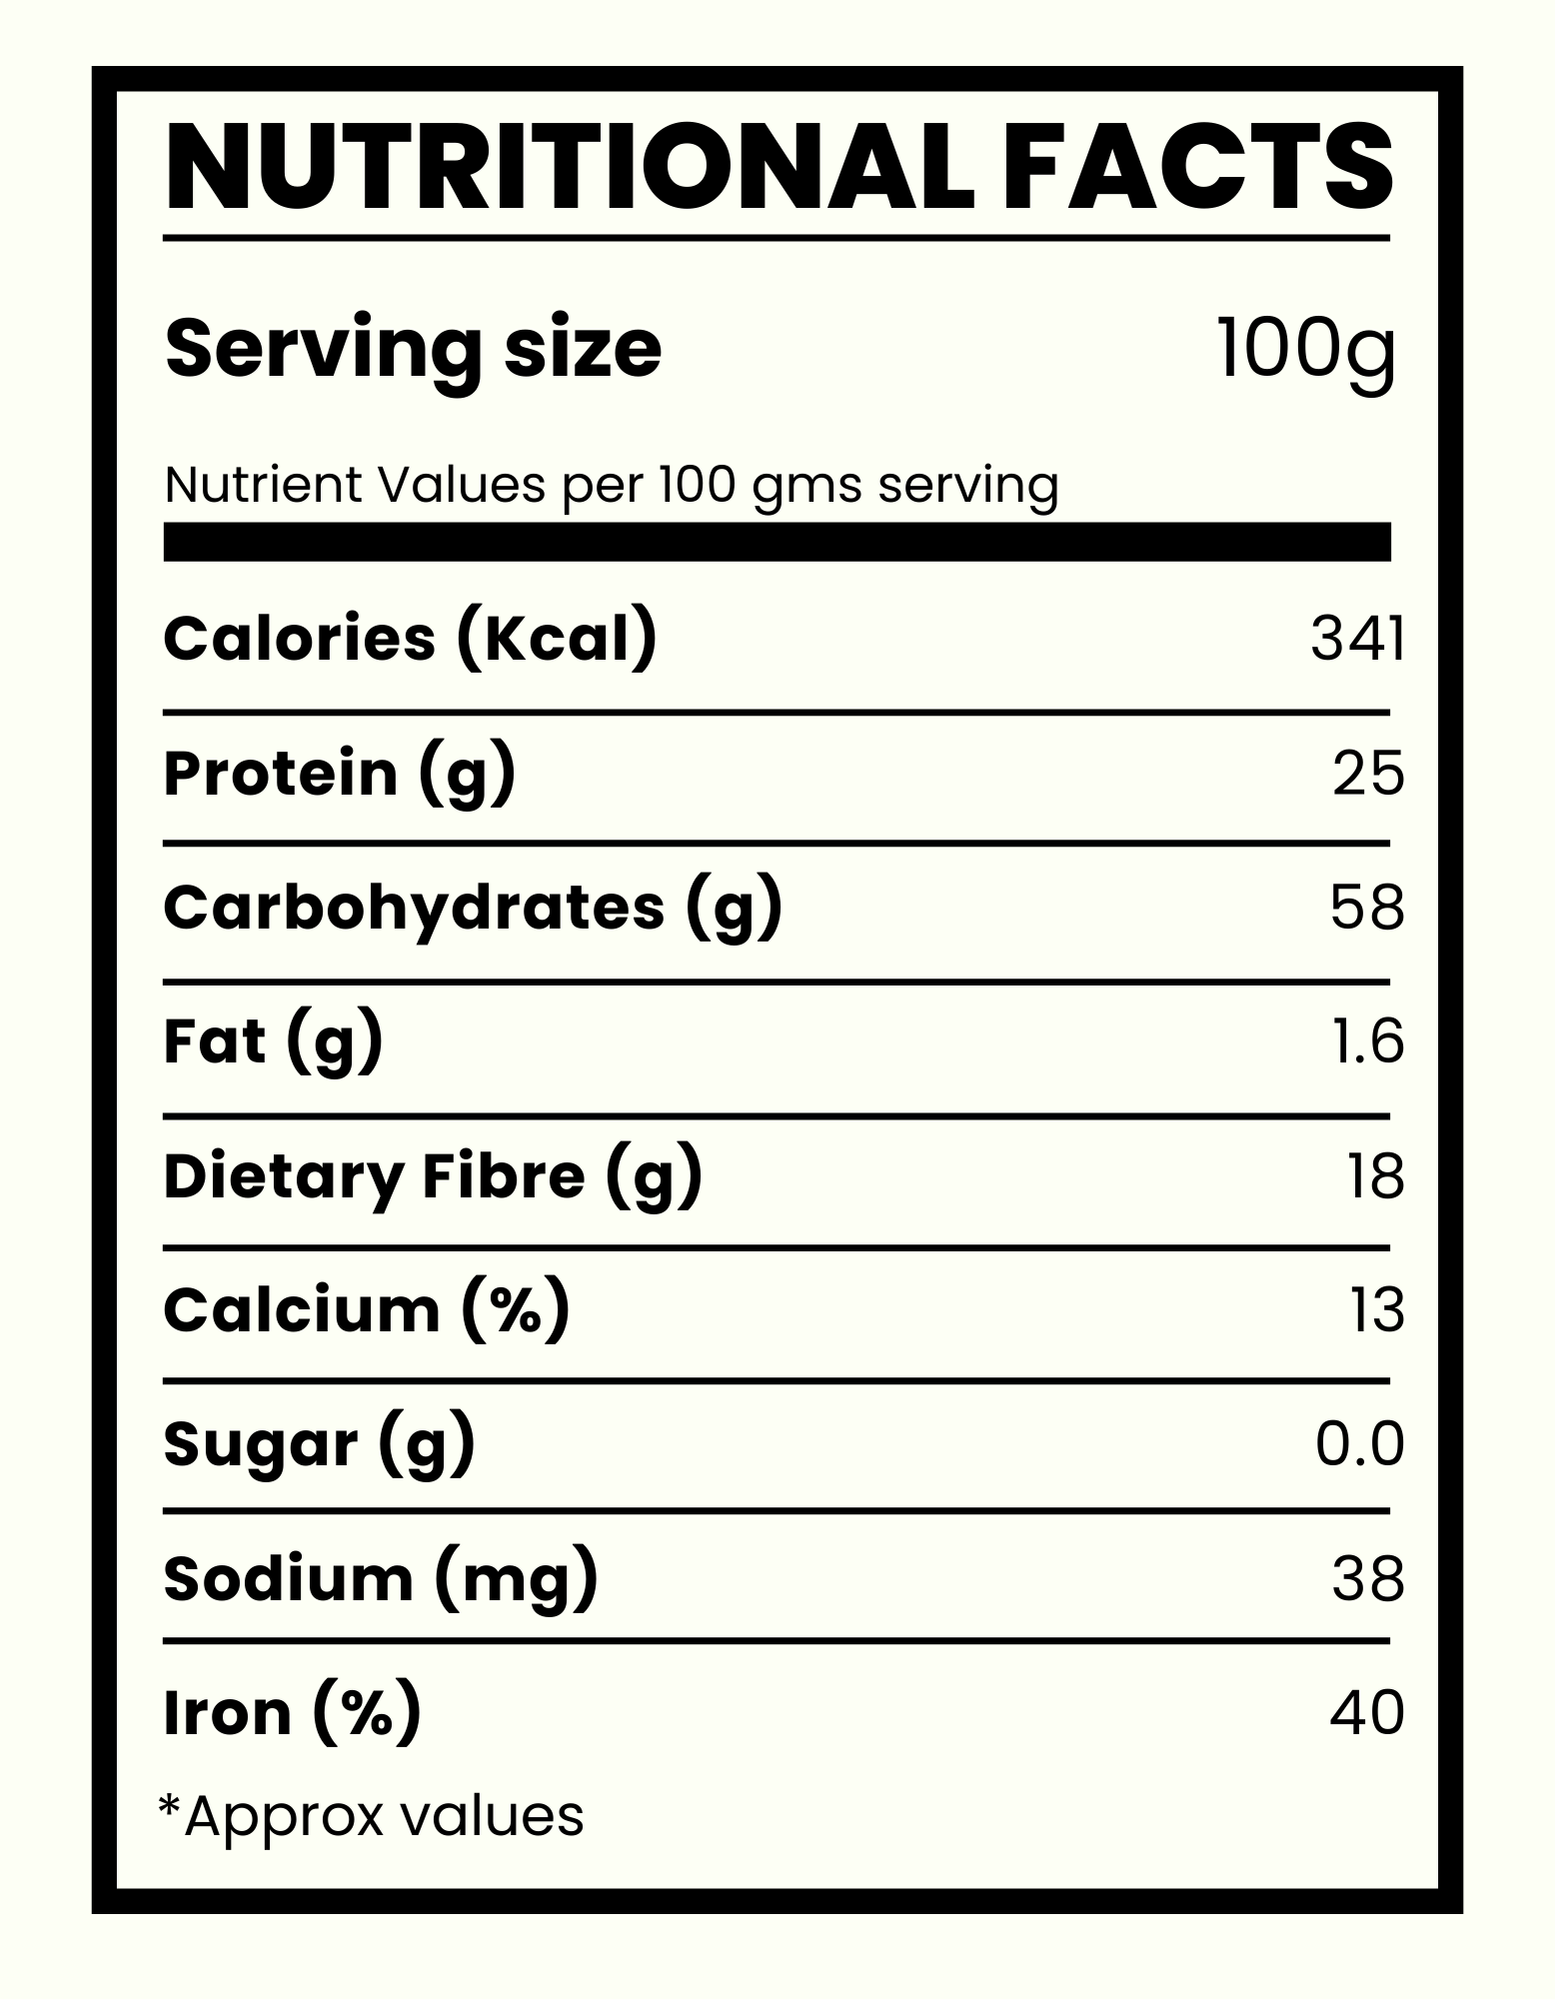 NUTRITIONAL FACTS
Serving size 100g
Nutrient Values per 100 gms serving
Calories (Kcal) 341
Protein (g) 25
Carbohydrates (g) 58
Fat (g) 1.6
Dietary Fibre (g) 18
Calcium (%) 13
Sugar (g) 0.0
Sodium (mg) 38
Iron (%) 40
*Approx values